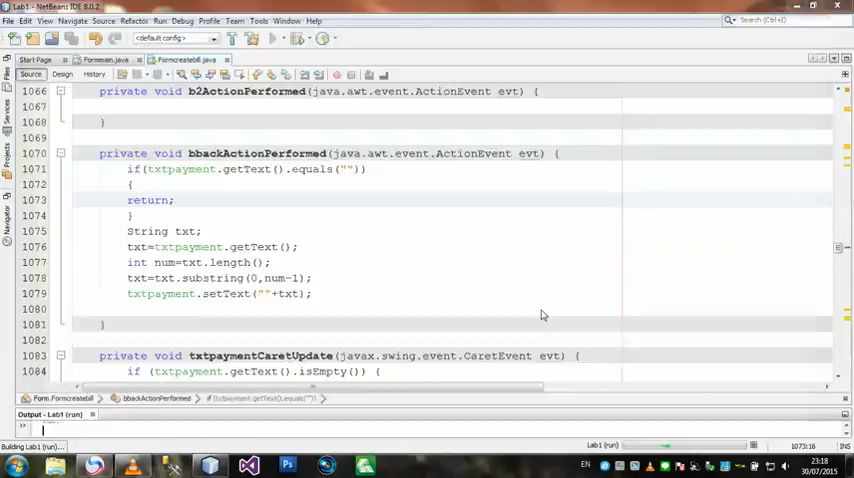 Lab1 - NetBeans IDE 8.0.2
File Edit View Navigate Source Refactor Run Debug Profile Team Tools Window Help
Search (Ctrl+I)
<default config>
Start Page Formmain.java Formcreatebill.java
Source Design History
Files
Services
Projects
Navigator
1066 private void b2ActionPerformed(java.awt.event.ActionEvent evt) {
1067
1068 }
1069
1070 private void bbackActionPerformed(java.awt.event.ActionEvent evt) {
1071 if(txtpayment.getText().equals(""))
1072 {
1073 return;
1074 }
1075 String txt;
1076 txt=txtpayment.getText();
1077 int num=txt.length();
1078 txt=txt.substring(0,num-1);
1079 txtpayment.setText(""+txt);
1080
1081 }
1082
1083 private void txtpaymentCaretUpdate(javax.swing.event.CaretEvent evt) {
1084 if (txtpayment.getText().isEmpty()) {
Form.Formcreatebill bbackActionPerformed if(txtpayment.getText().equals(""))
Output - Lab1 (run)
run:
Building Lab1 (run)... Lab1 (run) 1073:16 INS
EN 23:18
30/07/2015